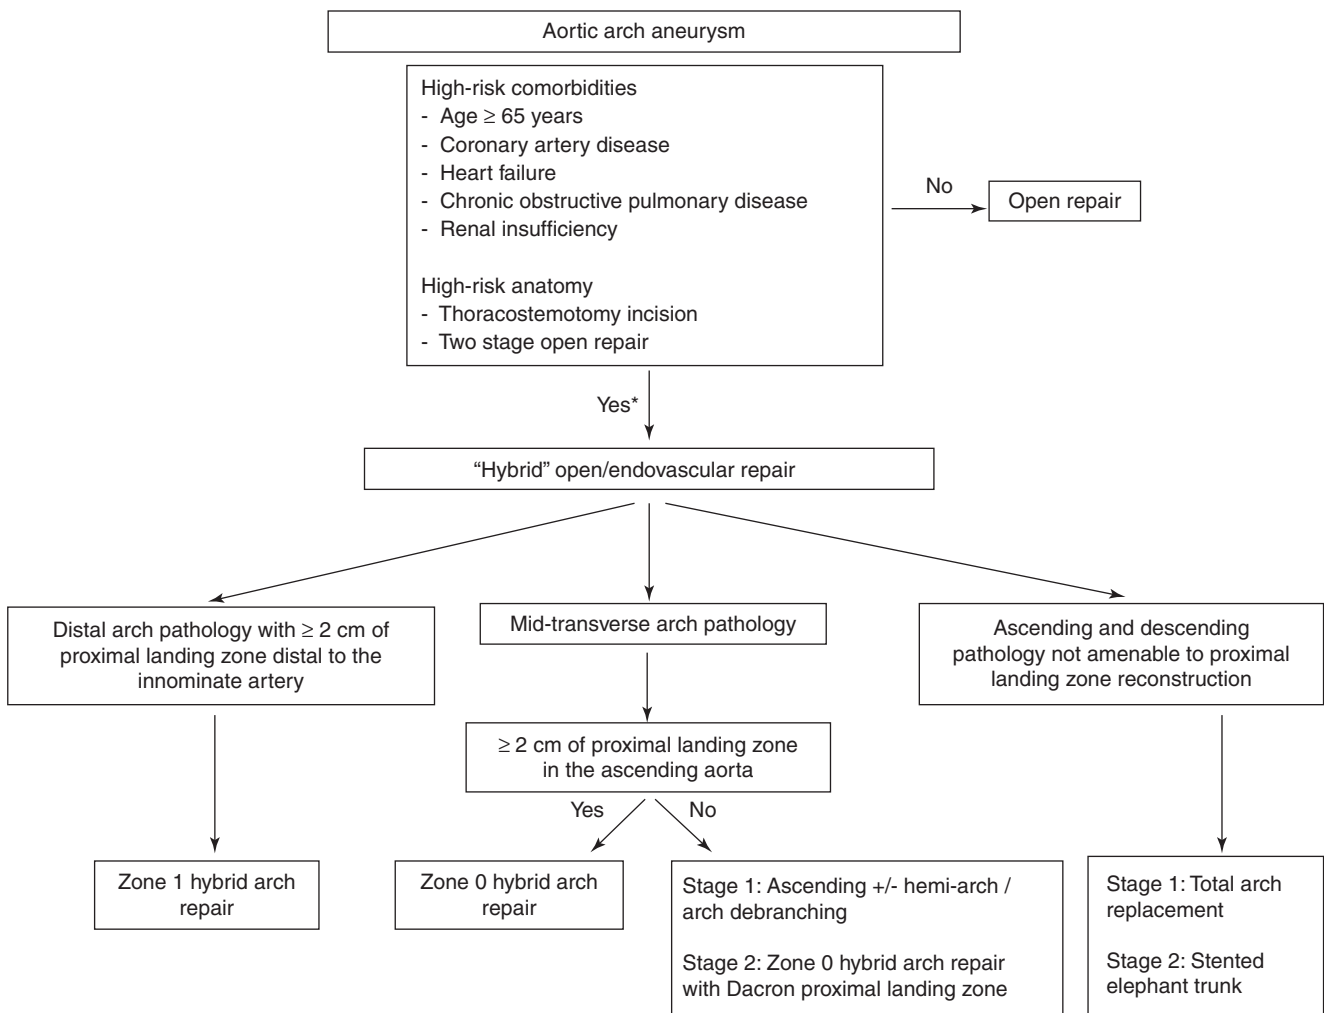 Aortic arch aneurysm
High-risk comorbidities
- Age ≥ 65 years
- Coronary artery disease
- Heart failure
- Chronic obstructive pulmonary disease
- Renal insufficiency
High-risk anatomy
- Thoracostemotomy incision
- Two stage open repair
No
Open repair
Yes*
“Hybrid” open/endovascular repair
Distal arch pathology with ≥ 2 cm of
proximal landing zone distal to the
innominate artery
Mid-transverse arch pathology
Ascending and descending
pathology not amenable to proximal
landing zone reconstruction
≥ 2 cm of proximal landing zone
in the ascending aorta
Yes
No
Zone 1 hybrid arch
repair
Zone 0 hybrid arch
repair
Stage 1: Ascending +/- hemi-arch /
arch debranching
Stage 2: Zone 0 hybrid arch repair
with Dacron proximal landing zone
Stage 1: Total arch
replacement
Stage 2: Stented
elephant trunk